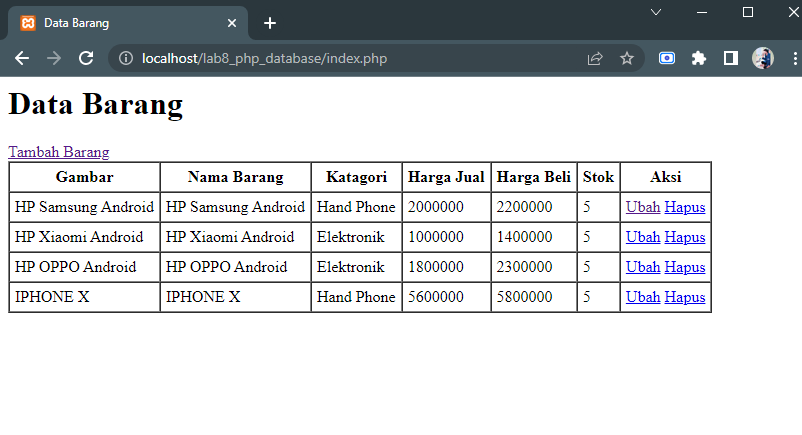 Data Barang
localhost/lab8_php_database/index.php
Data Barang
Tambah Barang
Gambar Nama Barang Katagori Harga Jual Harga Beli Stok Aksi
HP Samsung Android HP Samsung Android Hand Phone 2000000 2200000 5 Ubah Hapus
HP Xiaomi Android HP Xiaomi Android Elektronik 1000000 1400000 5 Ubah Hapus
HP OPPO Android HP OPPO Android Elektronik 1800000 2300000 5 Ubah Hapus
IPHONE X IPHONE X Hand Phone 5600000 5800000 5 Ubah Hapus